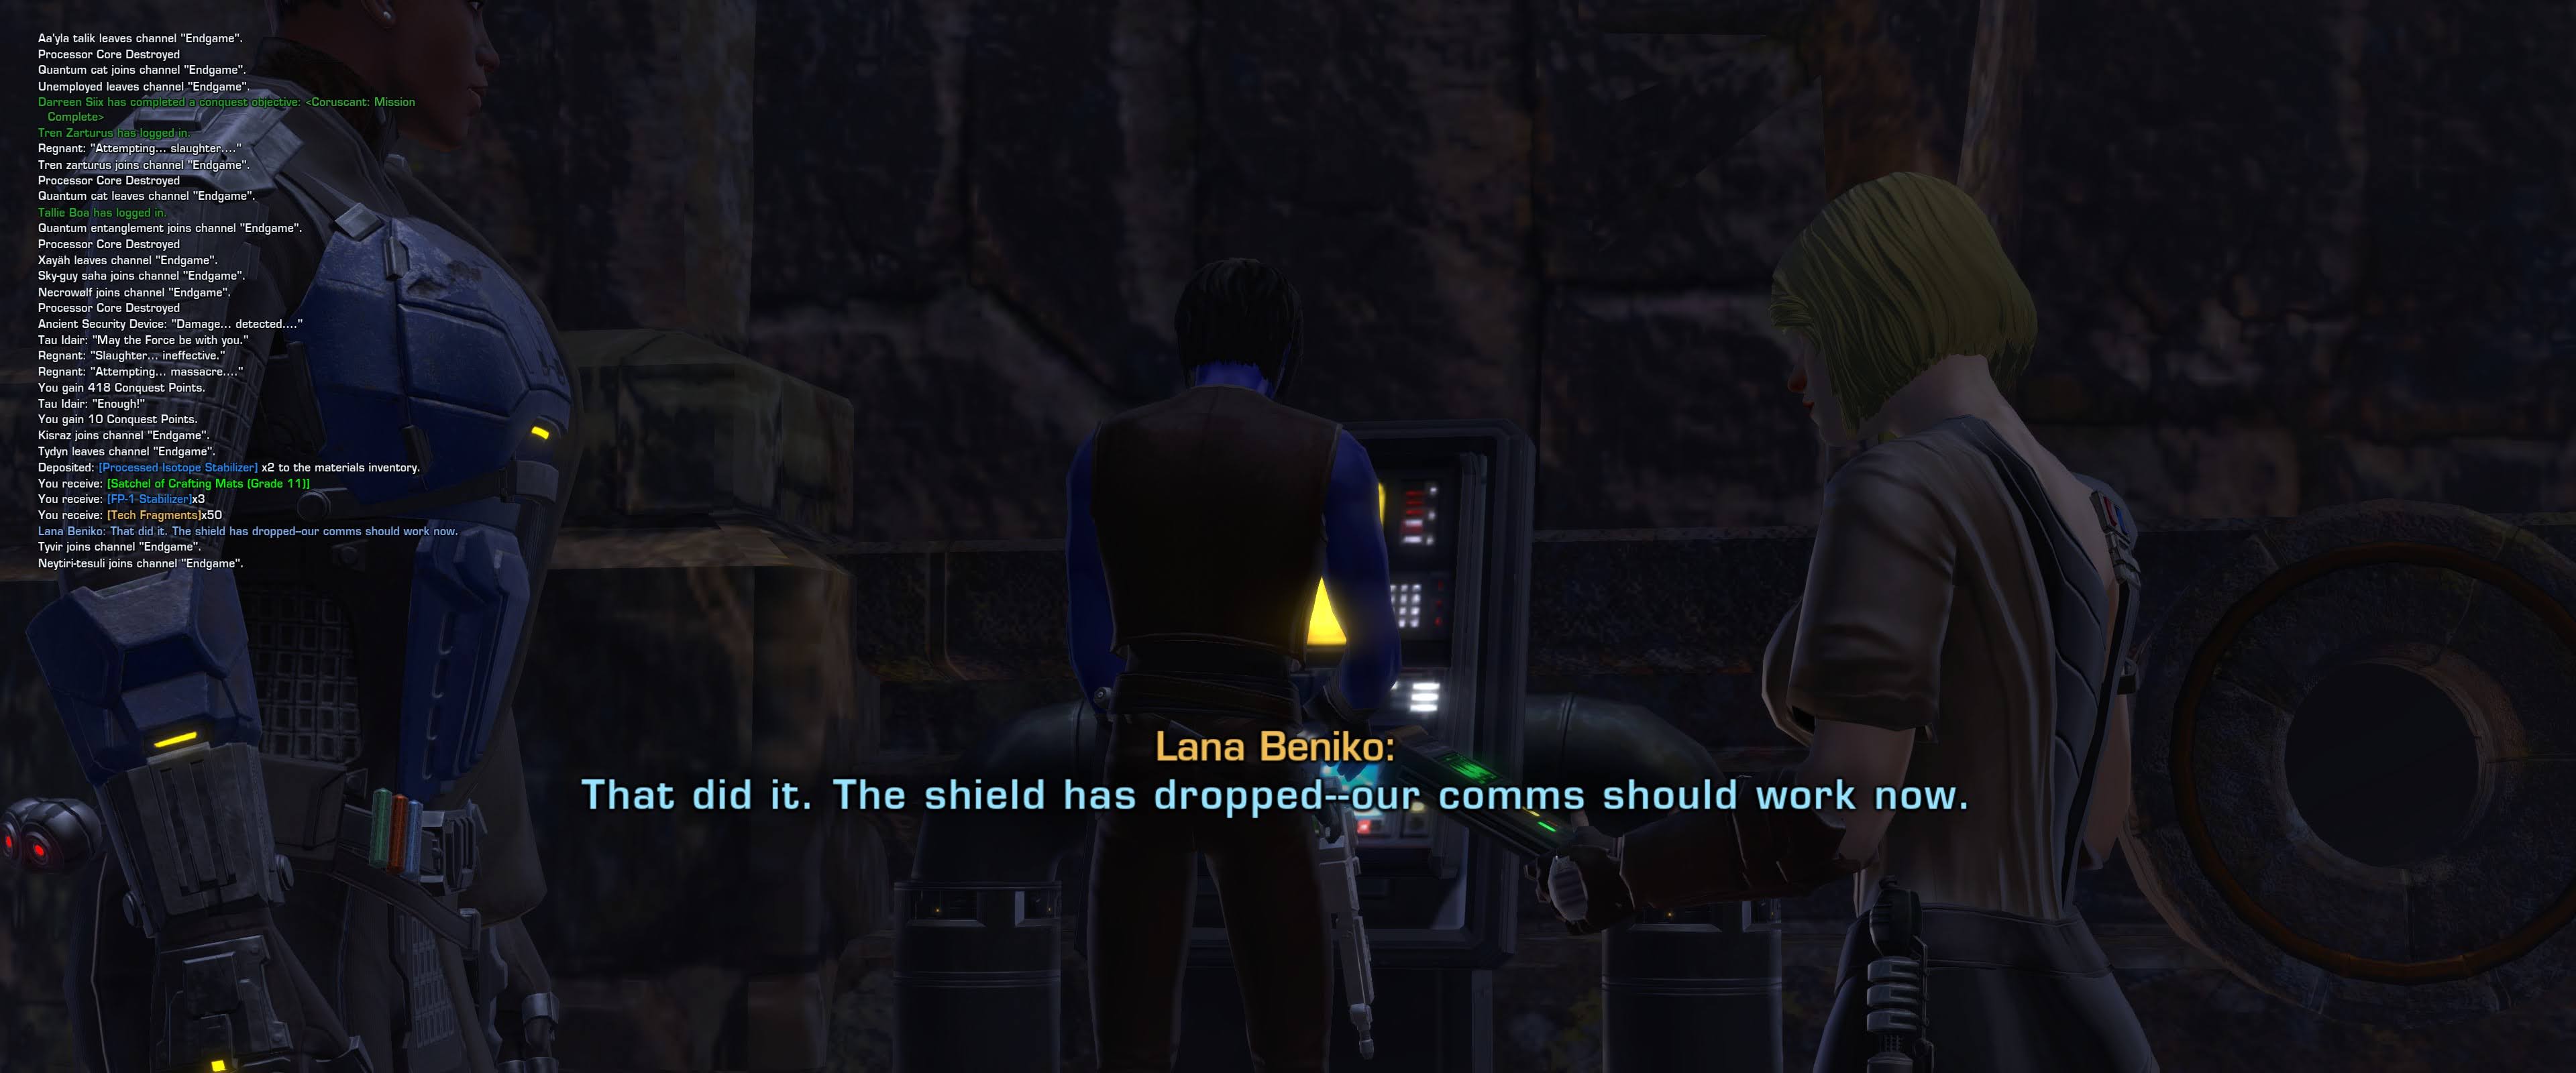 Aa'yla talik leaves channel "Endgame".
Processor Core Destroyed
Quantum cat joins channel "Endgame".
Unemployed leaves channel "Endgame".
Darreen Siix has completed a conquest objective: <Coruscant: Mission
Complete>
Tren Zarturus has logged in.
Regnant: "Attempting... slaughter...."
Tren zarturus joins channel "Endgame".
Processor Core Destroyed
Quantum cat leaves channel "Endgame".
Tallie Boa has logged in.
Quantum entanglement joins channel "Endgame".
Processor Core Destroyed
Xayäh leaves channel "Endgame".
Sky-guy saha joins channel "Endgame".
Necrowølf joins channel "Endgame".
Processor Core Destroyed
Ancient Security Device: "Damage... detected...."
Tau Idair: "May the Force be with you."
Regnant: "Slaughter... ineffective."
Regnant: "Attempting... massacre...."
You gain 418 Conquest Points.
Tau Idair: "Enough!"
You gain 10 Conquest Points.
Kisraz joins channel "Endgame".
Tydyn leaves channel "Endgame".
Deposited: [Processed Isotope Stabilizer] x2 to the materials inventory.
You receive: [Satchel of Crafting Mats (Grade 11)]
You receive: [FP-1 Stabilizer]x3
You receive: [Tech Fragments]x50
Lana Beniko: That did it. The shield has dropped--our comms should work now.
Tyvir joins channel "Endgame".
Neytiri-tesuli joins channel "Endgame".
Lana Beniko:
That did it. The shield has dropped--our comms should work now.